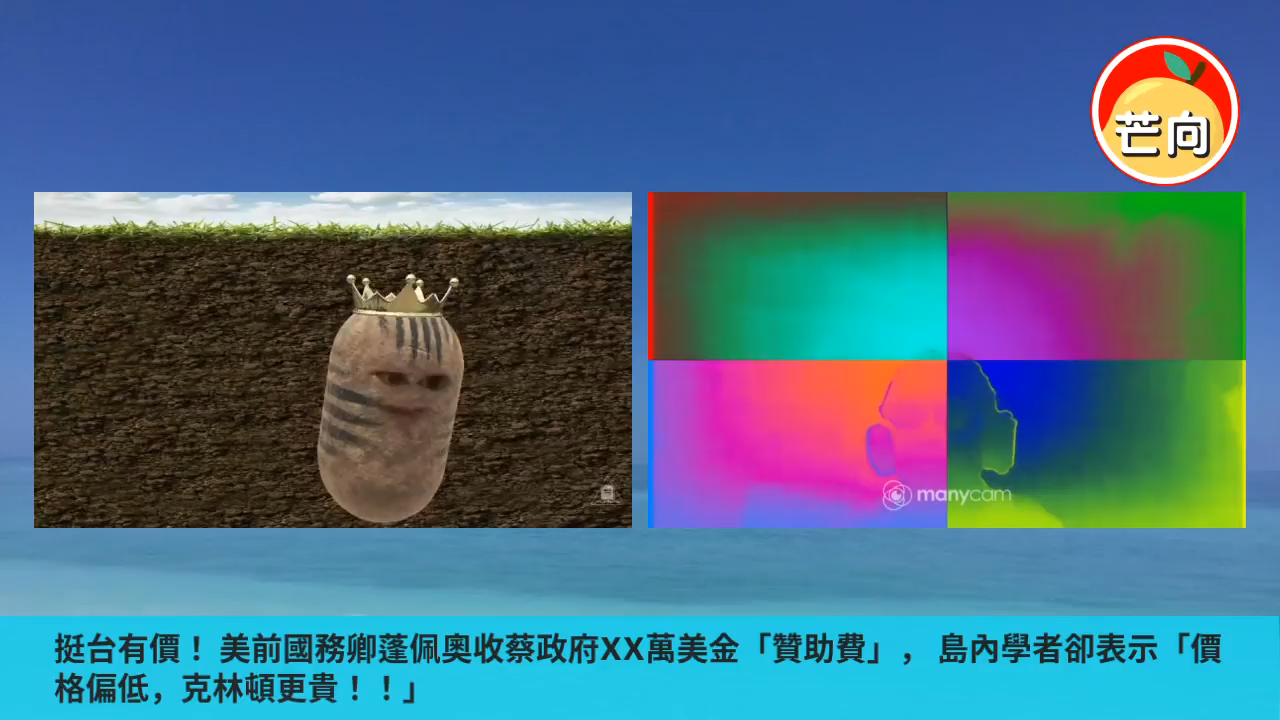 芒向
manycam
挺台有價！ 美前國務卿蓬佩奧收蔡政府XX萬美金「贊助費」， 島內學者卻表示「價
格偏低，克林頓更貴！！」